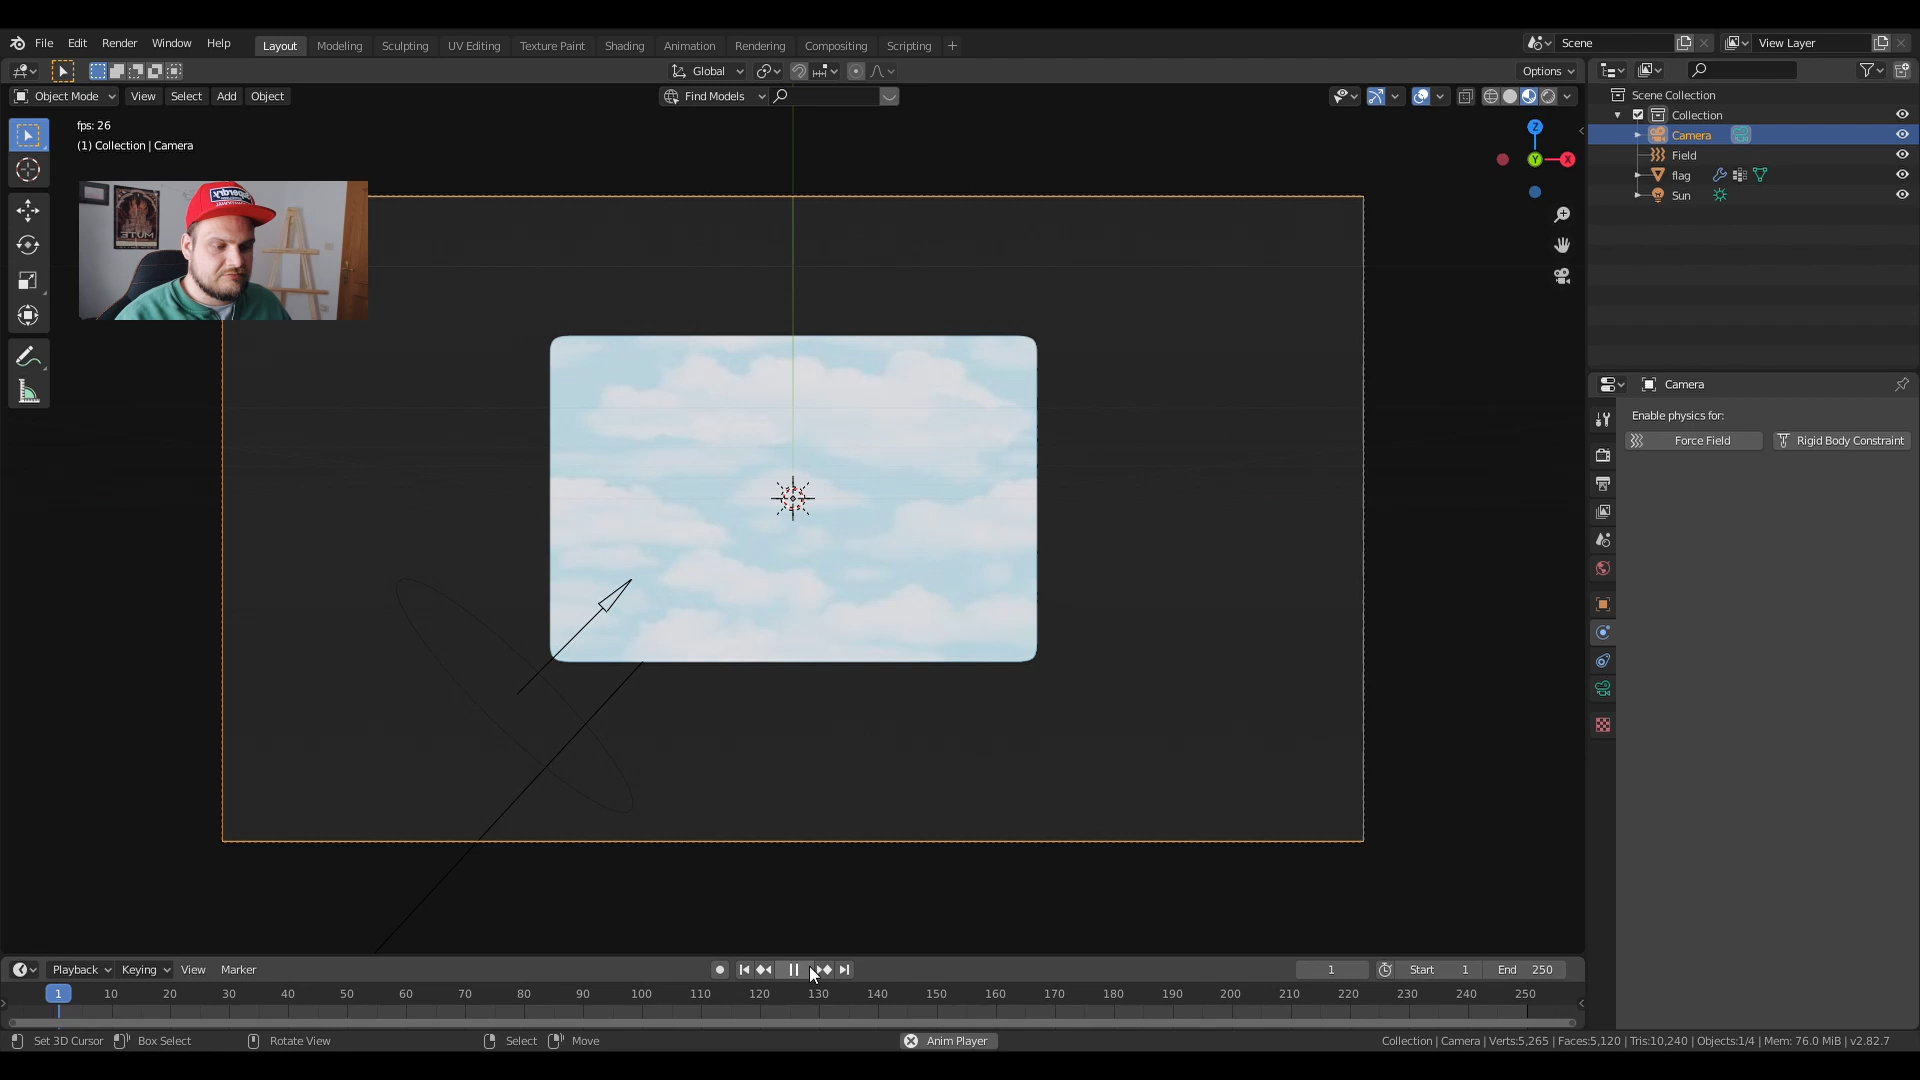 File Edit Render Window Help Layout Modeling Sculpting UV Editing Texture Paint Shading Animation Rendering Compositing Scripting + Scene View Layer
Global Options
Object Mode View Select Add Object Find Models
Scene Collection
Collection
Camera
Field
flag
Sun
fps: 26
(1) Collection | Camera
Z
Y
X
Superdry.
MUTE
Camera
Enable physics for:
Force Field Rigid Body Constraint
Playback Keying View Marker 1 Start 1 End 250
1 10 20 30 40 50 60 70 80 90 100 110 120 130 140 150 160 170 180 190 200 210 220 230 240 250
Set 3D Cursor Box Select Rotate View Select Move Anim Player Collection | Camera | Verts:5,265 | Faces:5,120 | Tris:10,240 | Objects:1/4 | Mem: 76.0 MiB | v2.82.7